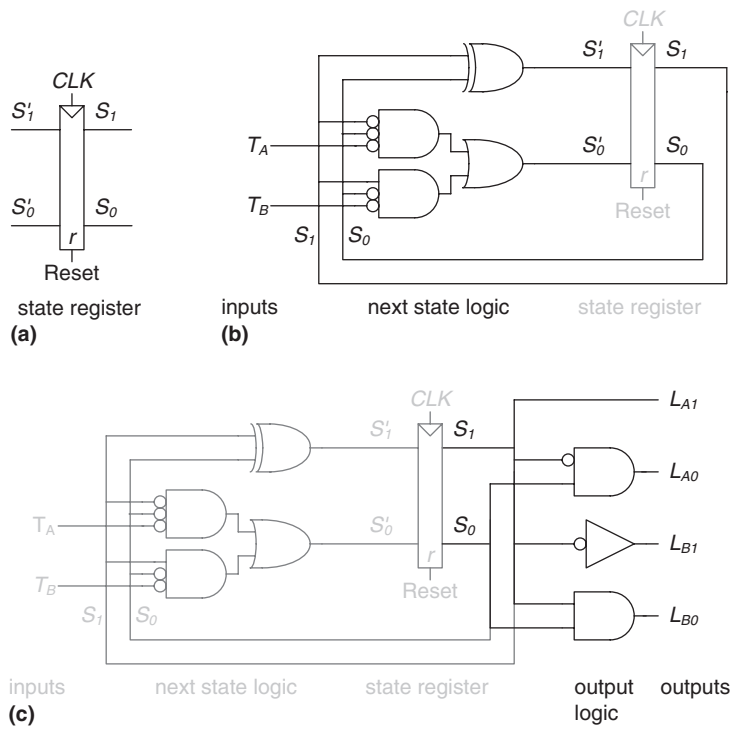 CLK
S'1 S1
S'0 S0
r
Reset
state register
(a)
CLK
S'1 S1
TA
S'0 S0
TB
r
Reset
S1 S0
inputs next state logic state register
(b)
CLK
LA1
S'1 S1
LA0
TA
S'0 S0
LB1
r
TB
Reset
LB0
S1 S0
inputs next state logic state register output logic outputs
(c)